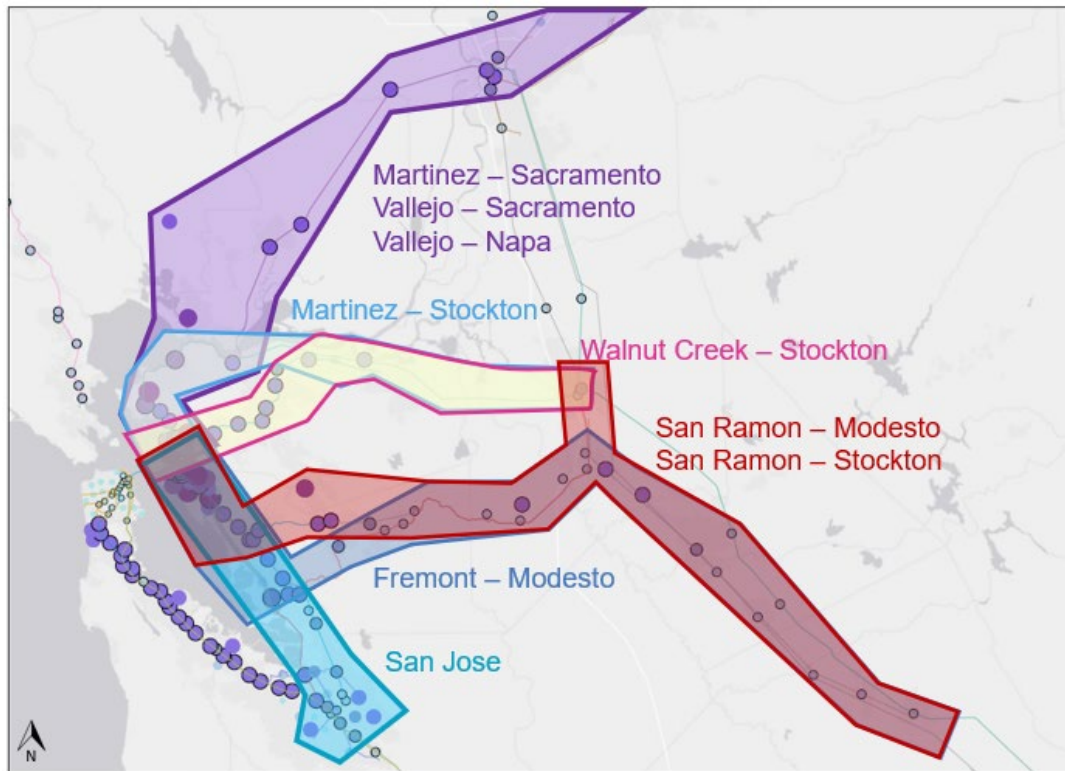 Martinez – Sacramento
Vallejo – Sacramento
Vallejo – Napa
Martinez – Stockton
Walnut Creek – Stockton
San Ramon – Modesto
San Ramon – Stockton
Fremont – Modesto
San Jose
N